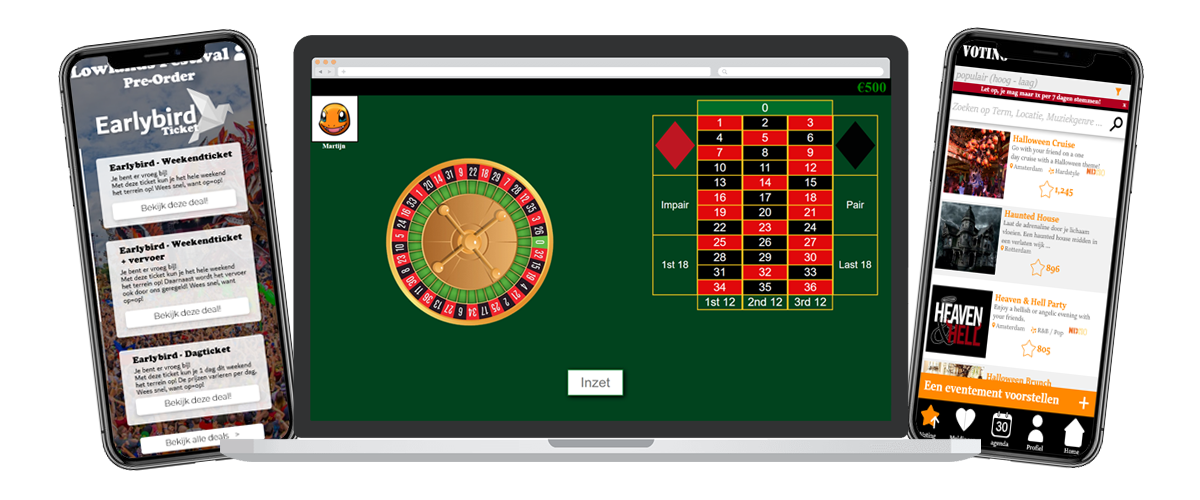 Lowlands Festival
Pre-Order
Earlybird
Ticket
Earlybird - Weekendticket
Je bent er vroeg bij!
Met deze ticket kun je het hele weekend
het terrein op! Wees snel, want op=op!
Bekijk deze deal!
Earlybird - Weekendticket
+ vervoer
Je bent er vroeg bij!
Met deze ticket kun je het hele weekend
het terrein op! Daarnaast wordt het vervoer
ook door ons geregeld! Wees snel, want
op=op!
Bekijk deze deal!
Earlybird - Dagticket
Je bent er vroeg bij!
Met deze ticket kun je 1 dag dit weekend
het terrein op! De prijzen varieren per dag.
Wees snel, want op=op!
Bekijk deze deal!
Bekijk alle deals >
€500
Martijn
0
1 2 3
4 5 6
7 8 9
10 11 12
13 14 15
16 17 18
19 20 21
22 23 24
25 26 27
28 29 30
31 32 33
34 35 36
1st 12 2nd 12 3rd 12
Impair
1st 18
Pair
Last 18
Inzet
VOTING
populair (hoog - laag)
Let op, je mag maar 1x per 7 dagen stemmen! x
Zoeken op Term, Locatie, Muziekgenre ...
Halloween Cruise
Go with your friend on a one
day cruise with a Halloween theme!
Amsterdam Hardstyle
1,245
Haunted House
Laat de adrenaline door je lichaam
vloeien. Een haunted house midden in
een verlaten wijk ...
Rotterdam
896
HEAVEN
& HELL
Heaven & Hell Party
Enjoy a hellish or angelic evening with
your friends.
Amsterdam R&B / Pop
805
Halloween Brunch
Een evenement voorstellen +
Voting
30
agenda
Profiel
Home